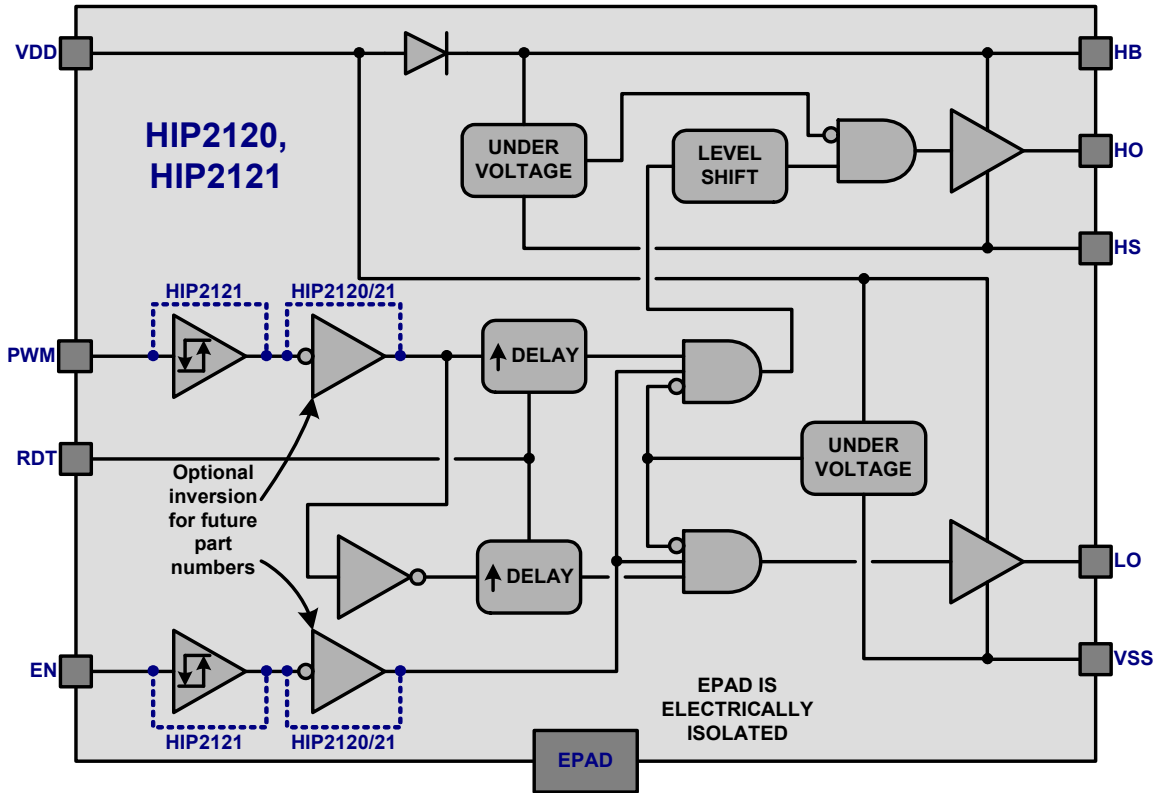 VDD
HB
HIP2120,
HIP2121
UNDER
VOLTAGE
LEVEL
SHIFT
HO
HS
HIP2121
HIP2120/21
PWM
DELAY
RDT
Optional
inversion
for future
part
numbers
UNDER
VOLTAGE
DELAY
LO
EN
VSS
HIP2121
HIP2120/21
EPAD IS
ELECTRICALLY
ISOLATED
EPAD